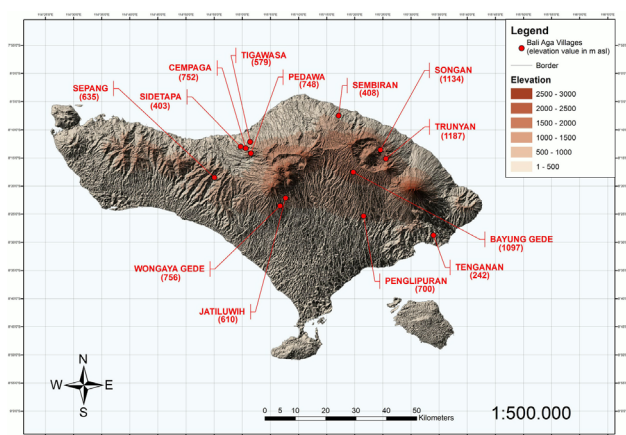 TIGAWASA
(579)
CEMPAGA
(752)
PEDAWA
(748)
SEPANG
(635)
SIDETAPA
(403)
SEMBIRAN
(408)
SONGAN
(1134)
TRUNYAN
(1187)
BAYUNG GEDE
(1097)
TENGANAN
(242)
PENGLIPURAN
(700)
WONGAYA GEDE
(756)
JATILUWIH
(610)
Legend
Bali Aga Villages
(elevation value in m asl)
Border
Elevation
2500 - 3000
2000 - 2500
1500 - 2000
1000 - 1500
500 - 1000
1 - 500
N
W E
S
0 5 10 20 30 40 50
Kilometers
1:500.000